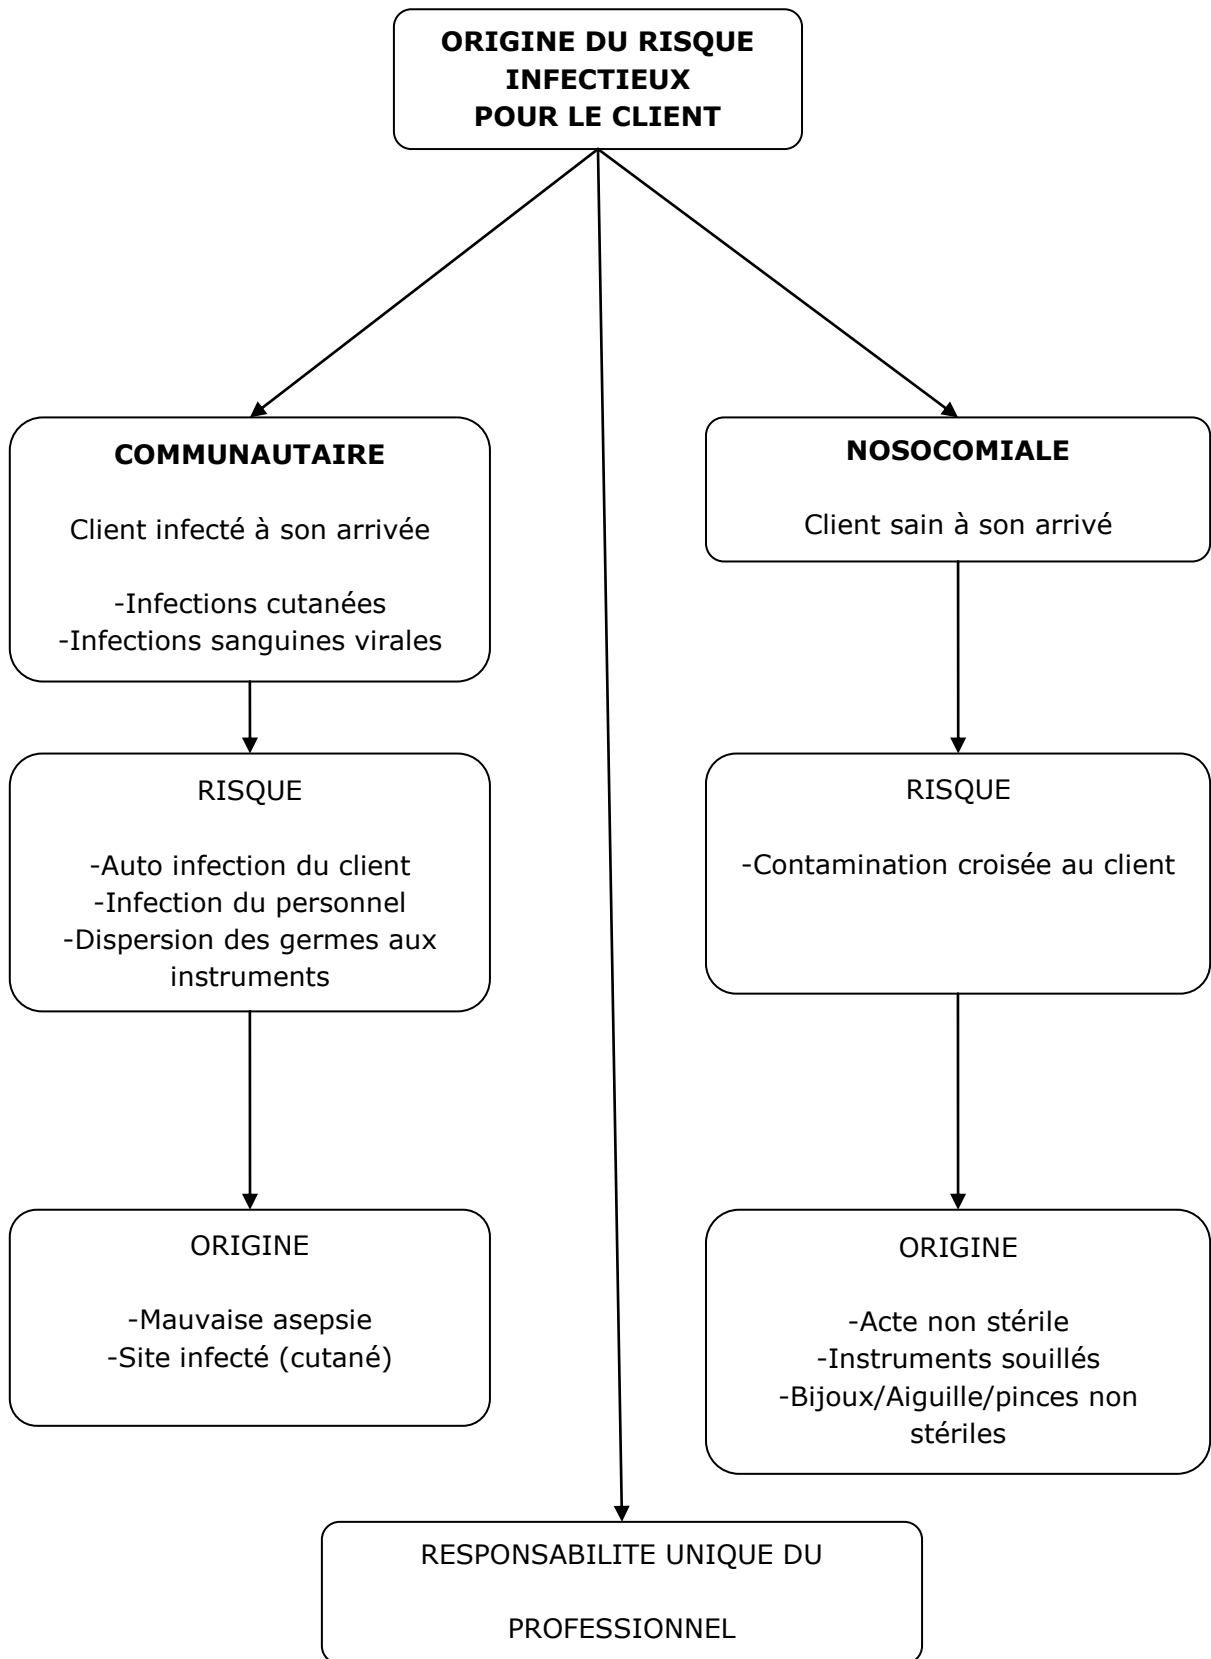 ORIGINE DU RISQUE
INFECTIEUX
POUR LE CLIENT
COMMUNAUTAIRE
Client infecté à son arrivée
-Infections cutanées
-Infections sanguines virales
NOSOCOMIALE
Client sain à son arrivé
RISQUE
-Auto infection du client
-Infection du personnel
-Dispersion des germes aux
instruments
RISQUE
-Contamination croisée au client
ORIGINE
-Mauvaise asepsie
-Site infecté (cutané)
ORIGINE
-Acte non stérile
-Instruments souillés
-Bijoux/Aiguille/pinces non
stériles
RESPONSABILITE UNIQUE DU
PROFESSIONNEL